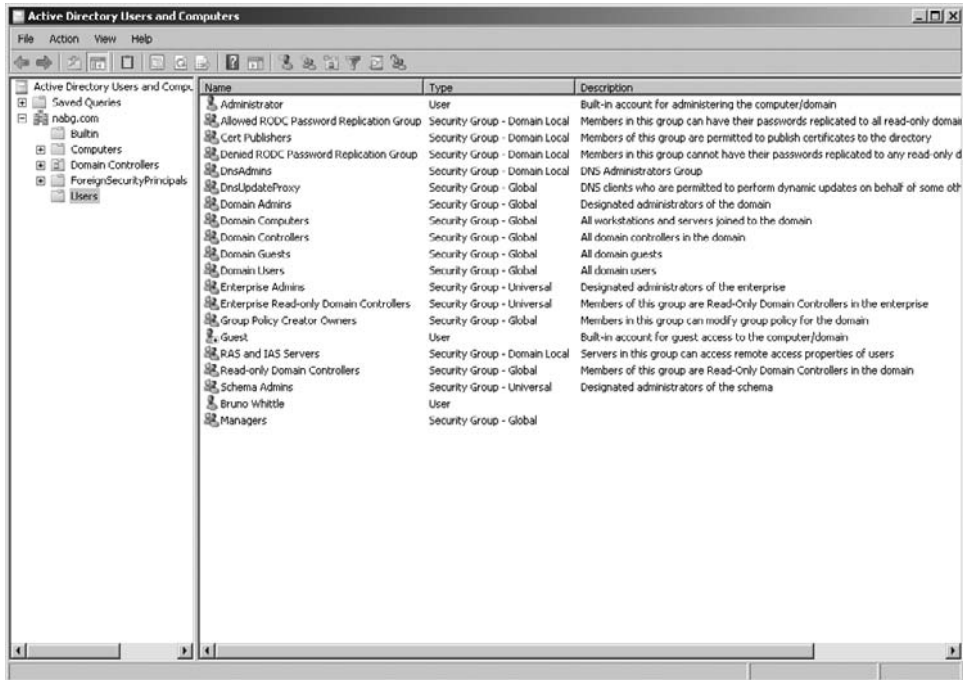 Active Directory Users and Computers
File Action View Help
Active Directory Users and Compu
Saved Queries
nabg.com
Builtin
Computers
Domain Controllers
ForeignSecurityPrincipals
Users
Name Type Description
Administrator User Built-in account for administering the computer/domain
Allowed RODC Password Replication Group Security Group - Domain Local Members in this group can have their passwords replicated to all read-only domai
Cert Publishers Security Group - Domain Local Members of this group are permitted to publish certificates to the directory
Denied RODC Password Replication Group Security Group - Domain Local Members in this group cannot have their passwords replicated to any read-only d
DnsAdmins Security Group - Domain Local DNS Administrators Group
DnsUpdateProxy Security Group - Global DNS clients who are permitted to perform dynamic updates on behalf of some oth
Domain Admins Security Group - Global Designated administrators of the domain
Domain Computers Security Group - Global All workstations and servers joined to the domain
Domain Controllers Security Group - Global All domain controllers in the domain
Domain Guests Security Group - Global All domain guests
Domain Users Security Group - Global All domain users
Enterprise Admins Security Group - Universal Designated administrators of the enterprise
Enterprise Read-only Domain Controllers Security Group - Universal Members of this group are Read-Only Domain Controllers in the enterprise
Group Policy Creator Owners Security Group - Global Members in this group can modify group policy for the domain
Guest User Built-in account for guest access to the computer/domain
RAS and IAS Servers Security Group - Domain Local Servers in this group can access remote access properties of users
Read-only Domain Controllers Security Group - Global Members of this group are Read-Only Domain Controllers in the domain
Schema Admins Security Group - Universal Designated administrators of the schema
Bruno Whittle User
Managers Security Group - Global